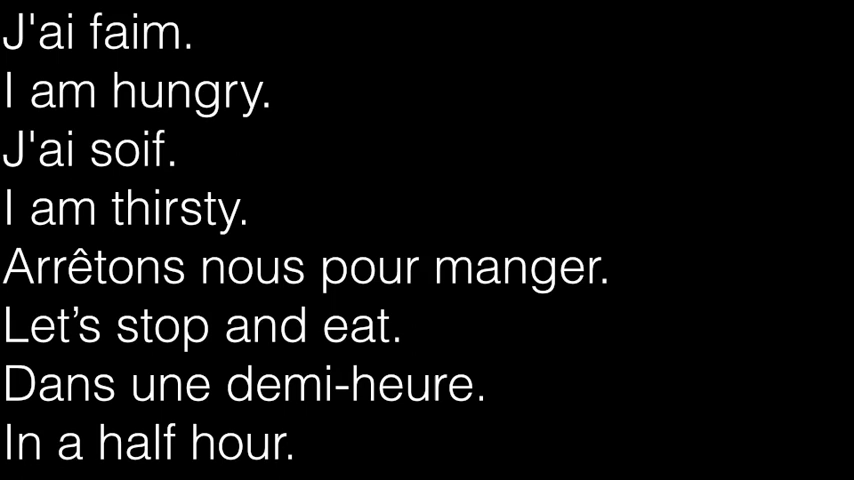 J'ai faim.
I am hungry.
J'ai soif.
I am thirsty.
Arrêtons nous pour manger.
Let’s stop and eat.
Dans une demi-heure.
In a half hour.